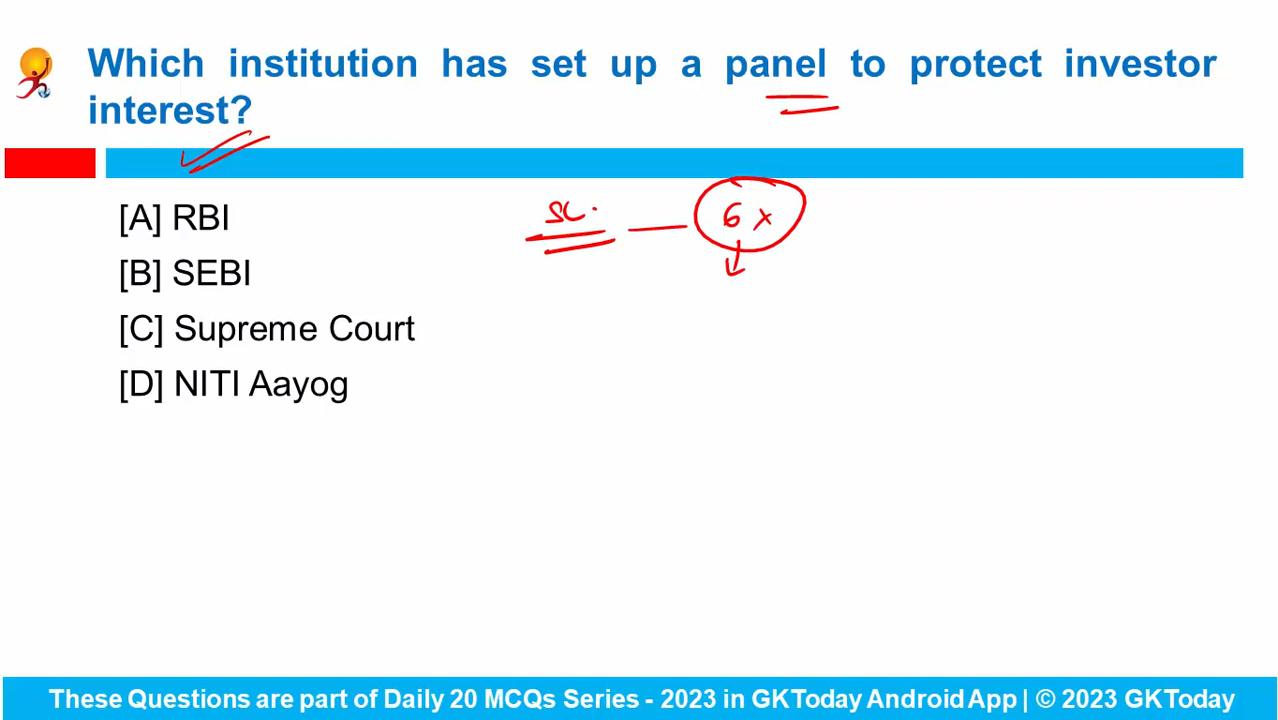 Which institution has set up a panel to protect investor
interest?
[A] RBI
SC. — 6 x
[B] SEBI
[C] Supreme Court
[D] NITI Aayog
These Questions are part of Daily 20 MCQs Series - 2023 in GKToday Android App | © 2023 GKToday